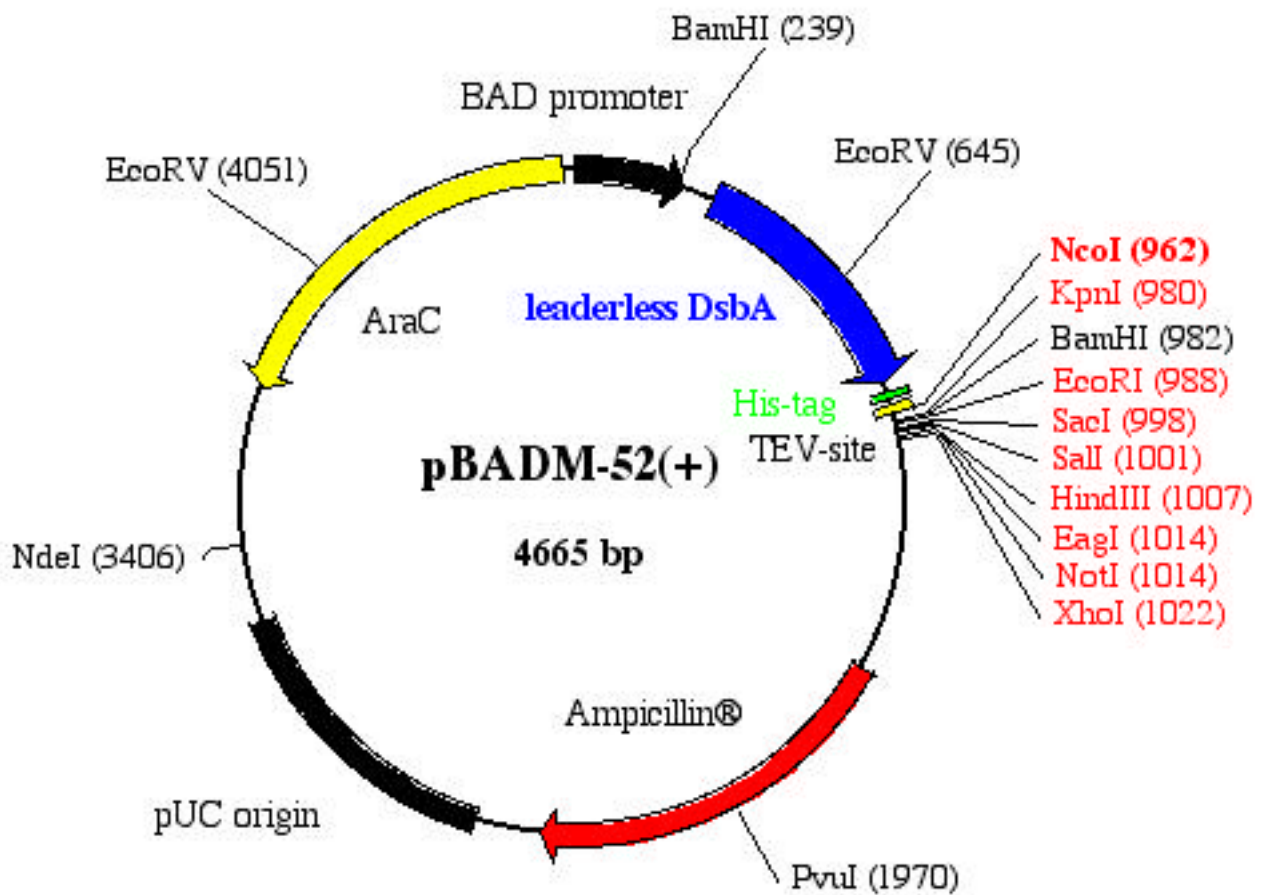 BamHI (239)
BAD promoter
EcoRV (4051)
EcoRV (645)
NcoI (962)
KpnI (980)
AraC
leaderless DsbA
BamHI (982)
EcoRI (988)
His-tag
SacI (998)
TEV-site
SalI (1001)
pBADM-52(+)
HindIII (1007)
EagI (1014)
NdeI (3406)
4665 bp
NotI (1014)
XhoI (1022)
Ampicillin®
pUC origin
PvuI (1970)